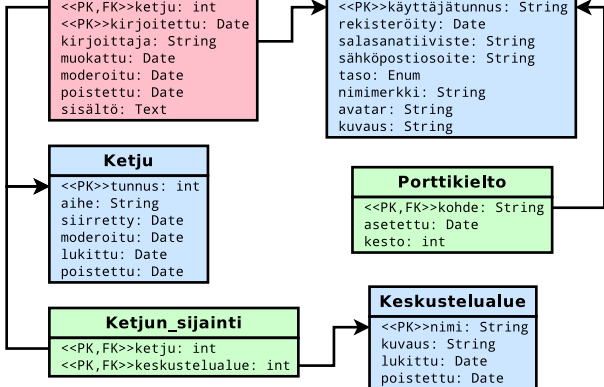 <<PK,FK>>ketju: int
<<PK>>kirjoitettu: Date
kirjoittaja: String
muokattu: Date
moderoitu: Date
poistettu: Date
sisältö: Text
<<PK>>käyttäjätunnus: String
rekisteröity: Date
salasanatiiviste: String
sähköpostiosoite: String
taso: Enum
nimimerkki: String
avatar: String
kuvaus: String
Ketju
<<PK>>tunnus: int
aihe: String
siirretty: Date
moderoitu: Date
lukittu: Date
poistettu: Date
Porttikielto
<<PK,FK>>kohde: String
asetettu: Date
kesto: int
Ketjun_sijainti
<<PK,FK>>ketju: int
<<PK,FK>>keskustelualue: int
Keskustelualue
<<PK>>nimi: String
kuvaus: String
lukittu: Date
poistettu: Date